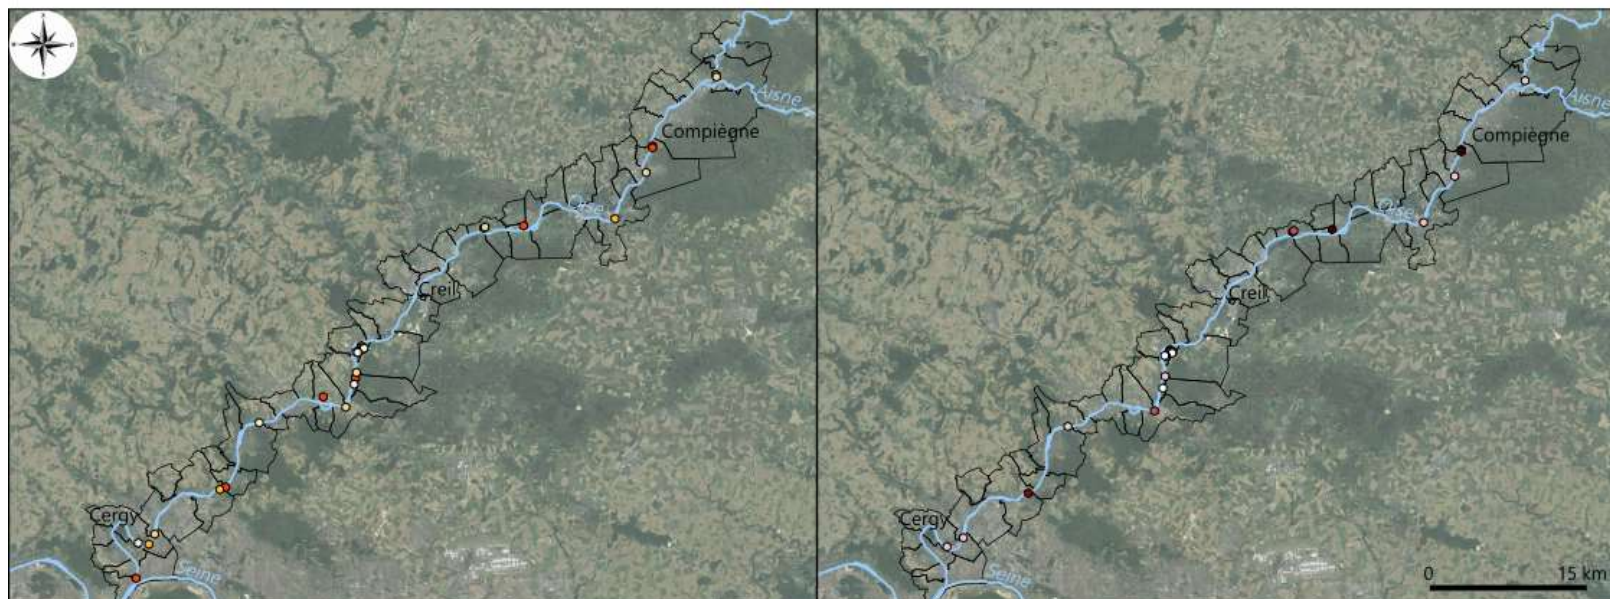 Aisne
Compiègne
Oise
Creil
Cergy
Seine
Aisne
Compiègne
Oise
Creil
Cergy
Seine
0 15 km